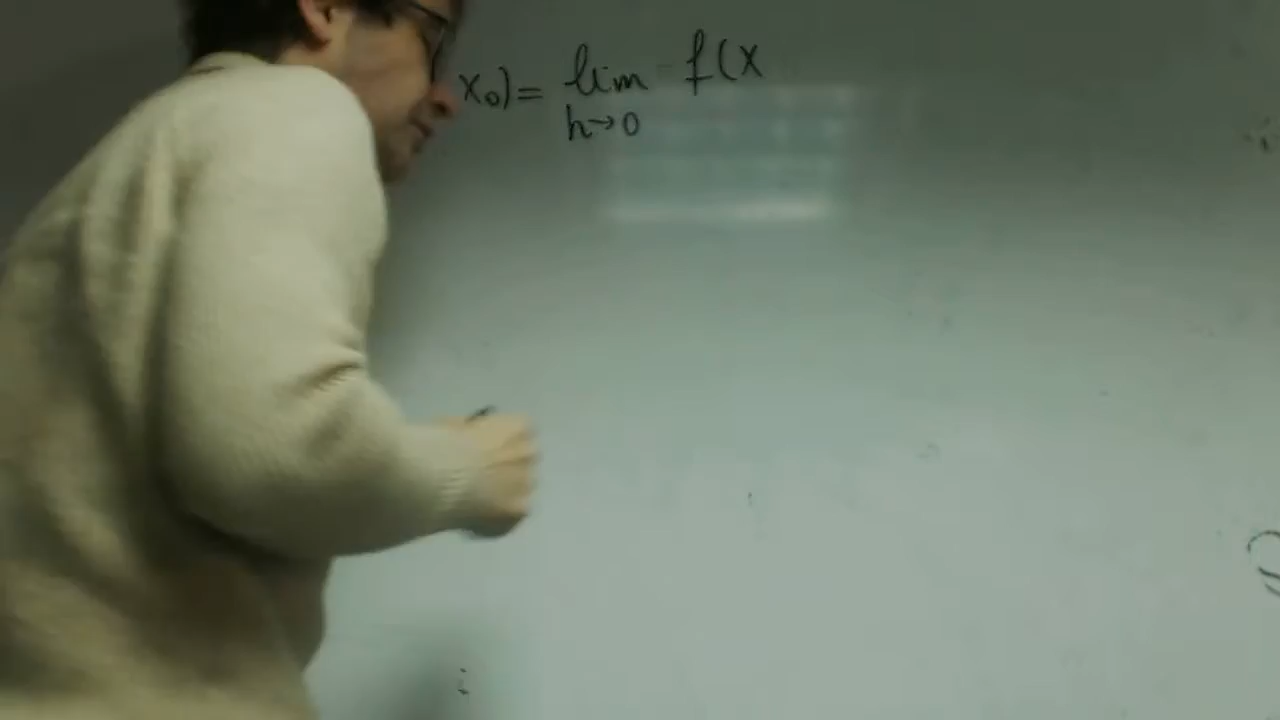 x₀) = lim f(x
h→0